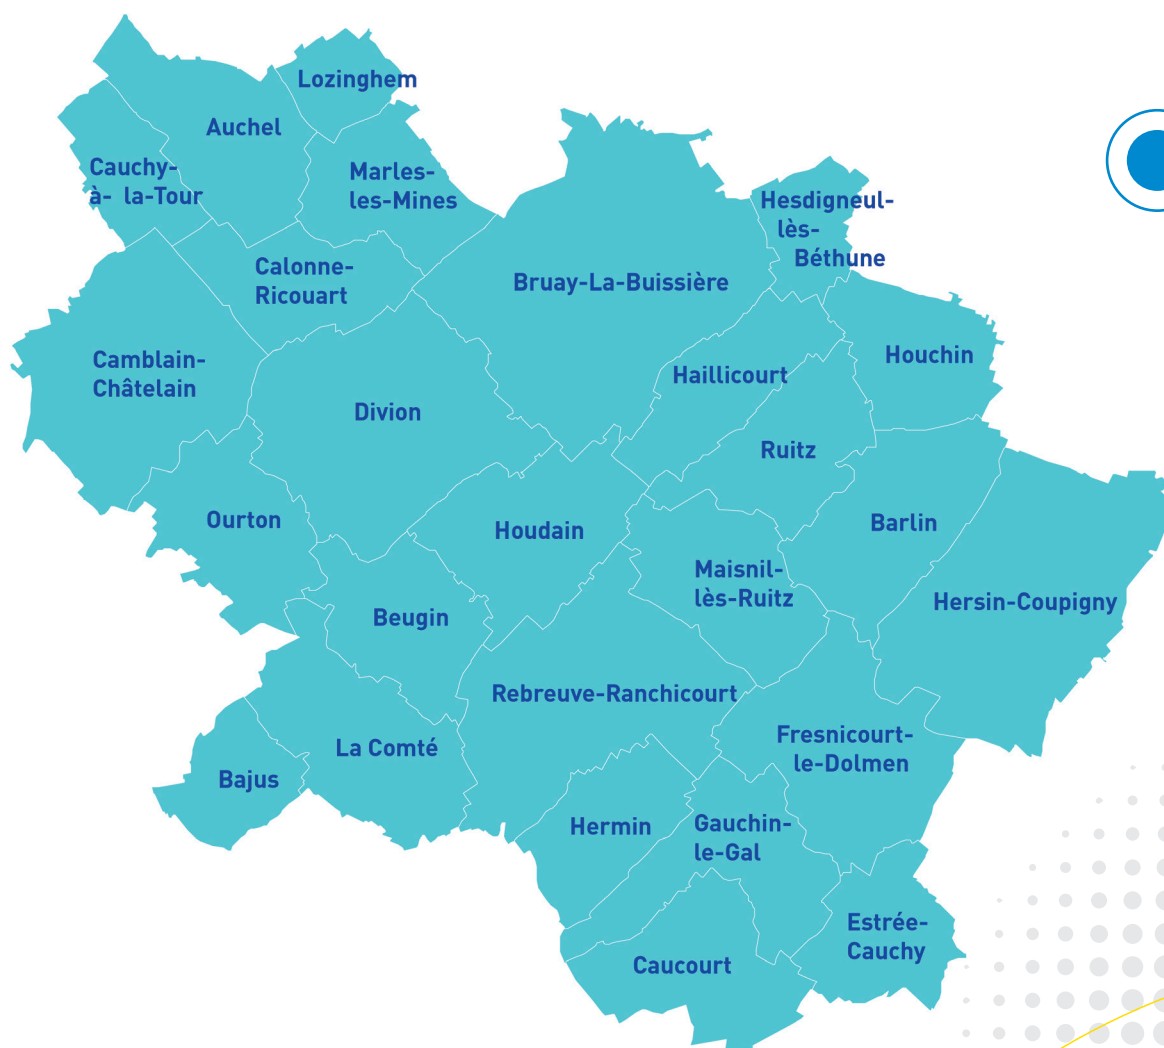 Lozinghem
Auchel
Cauchy-
à- la-Tour
Marles-
les-Mines
Hesdigneul-
lès-
Béthune
Calonne-
Ricouart
Bruay-La-Buissière
Camblain-
Châtelain
Houchin
Haillicourt
Divion
Ruitz
Ourton
Houdain
Barlin
Maisnil-
lès-Ruitz
Hersin-Coupigny
Beugin
Rebreuve-Ranchicourt
La Comté
Fresnicourt-
le-Dolmen
Bajus
Hermin
Gauchin-
le-Gal
Estrée-
Cauchy
Caucourt